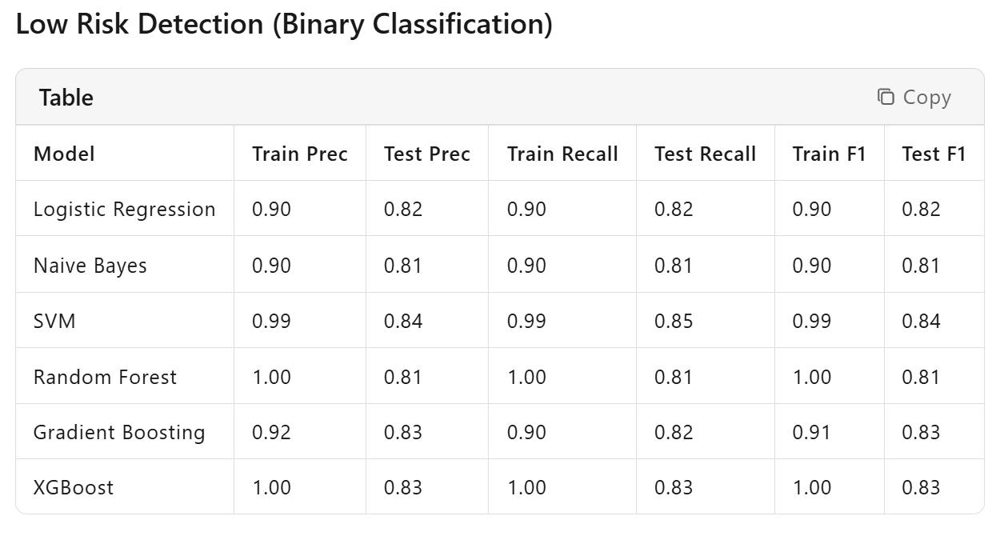 Low Risk Detection (Binary Classification)
Table Copy
Model Train Prec Test Prec Train Recall Test Recall Train F1 Test F1
Logistic Regression 0.90 0.82 0.90 0.82 0.90 0.82
Naive Bayes 0.90 0.81 0.90 0.81 0.90 0.81
SVM 0.99 0.84 0.99 0.85 0.99 0.84
Random Forest 1.00 0.81 1.00 0.81 1.00 0.81
Gradient Boosting 0.92 0.83 0.90 0.82 0.91 0.83
XGBoost 1.00 0.83 1.00 0.83 1.00 0.83